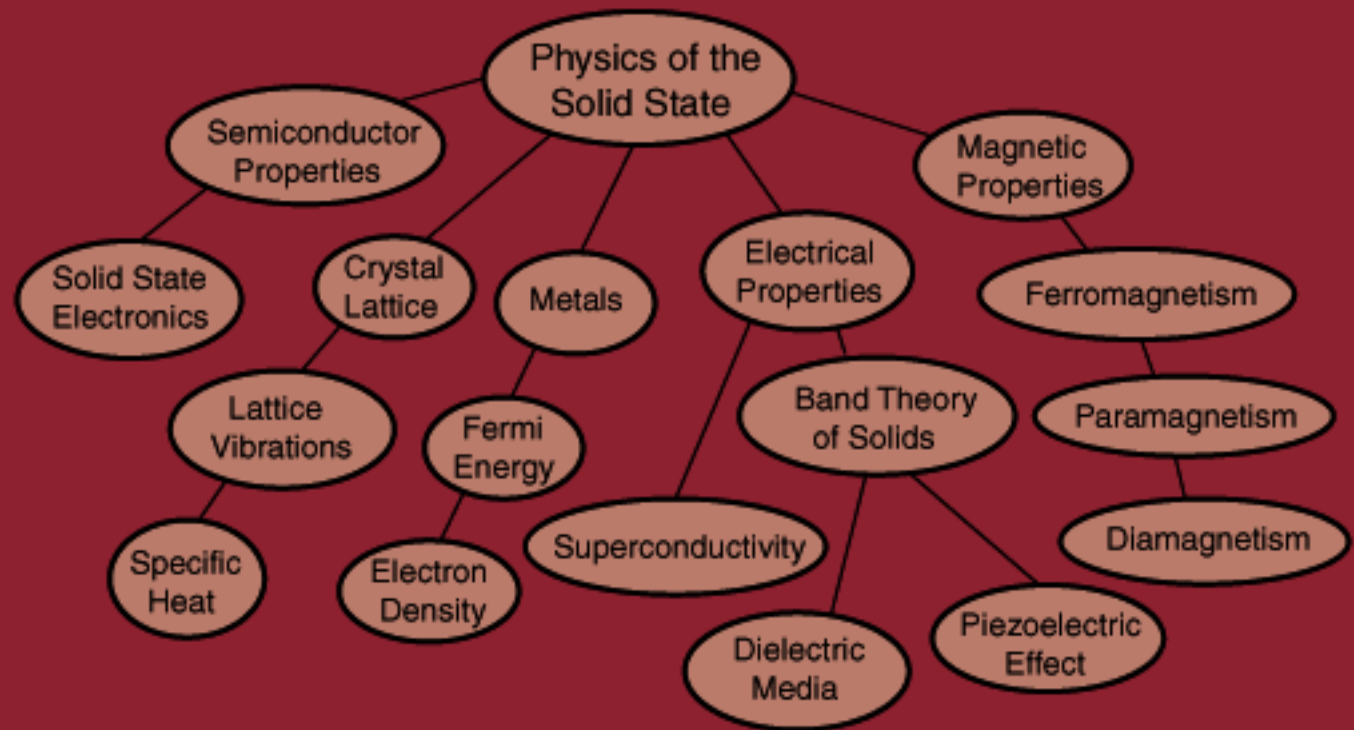 Physics of the
Solid State
Semiconductor
Properties
Magnetic
Properties
Solid State
Electronics
Crystal
Lattice
Metals
Electrical
Properties
Ferromagnetism
Lattice
Vibrations
Fermi
Energy
Band Theory
of Solids
Paramagnetism
Specific
Heat
Electron
Density
Superconductivity
Diamagnetism
Dielectric
Media
Piezoelectric
Effect